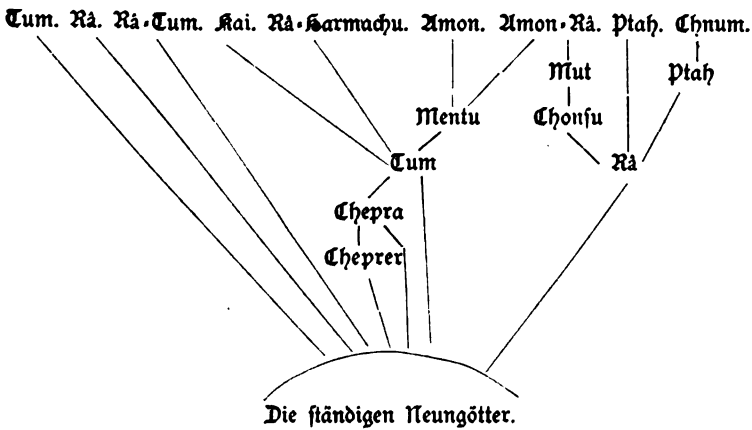 Tum. Râ. Râ-Tum. Kai. Râ-Harmachu. Amon. Amon-Râ. Ptah. Chnum.
Mut Ptah
Mentu Chonſu
Tum Râ
Chepra
Cheprer
Die ſtändigen Neungötter.